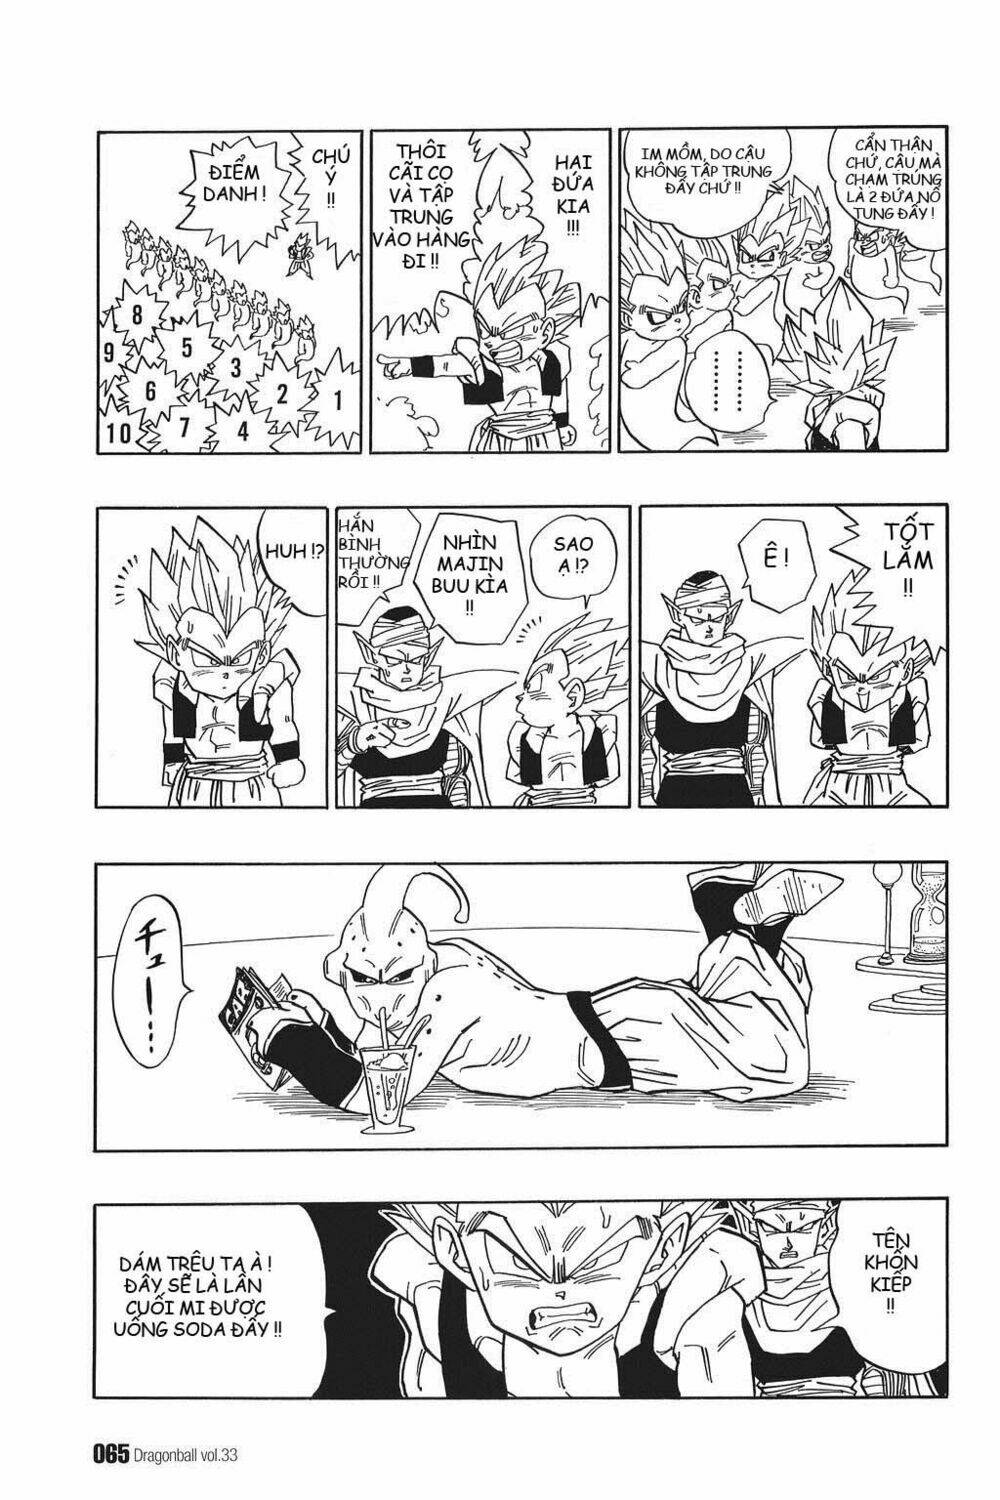 CẨN THÂN
CHỨ, CẬU MÀ
CHẠM TRÚNG
LÀ 2 ĐỨA NỔ
TUNG ĐẤY !
IM MỒM, DO CẬU
KHÔNG TẬP TRUNG
ĐẤY CHỨ !!
HAI
ĐỨA
KIA
!!!
THÔI
CÃI CỌ
VÀ TẬP
TRUNG
VÀO HÀNG
ĐI !!
CHÚ
Ý
!!
ĐIỂM
DANH !
1
2
3
4
5
6
7
8
9
10
TỐT
LẮM
!!
Ê !
SAO
Ạ !?
NHÌN
MAJIN
BUU KÌA
!!
HẮN
BÌNH
THƯỜNG
RỒI !!
HUH !?
チュー…
CAR
TÊN
KHỐN
KIẾP
!!
DÁM TRÊU TA À !
ĐÂY SẼ LÀ LẦN
CUỐI MI ĐƯỢC
UỐNG SODA ĐẤY !!
065 Dragonball vol.33